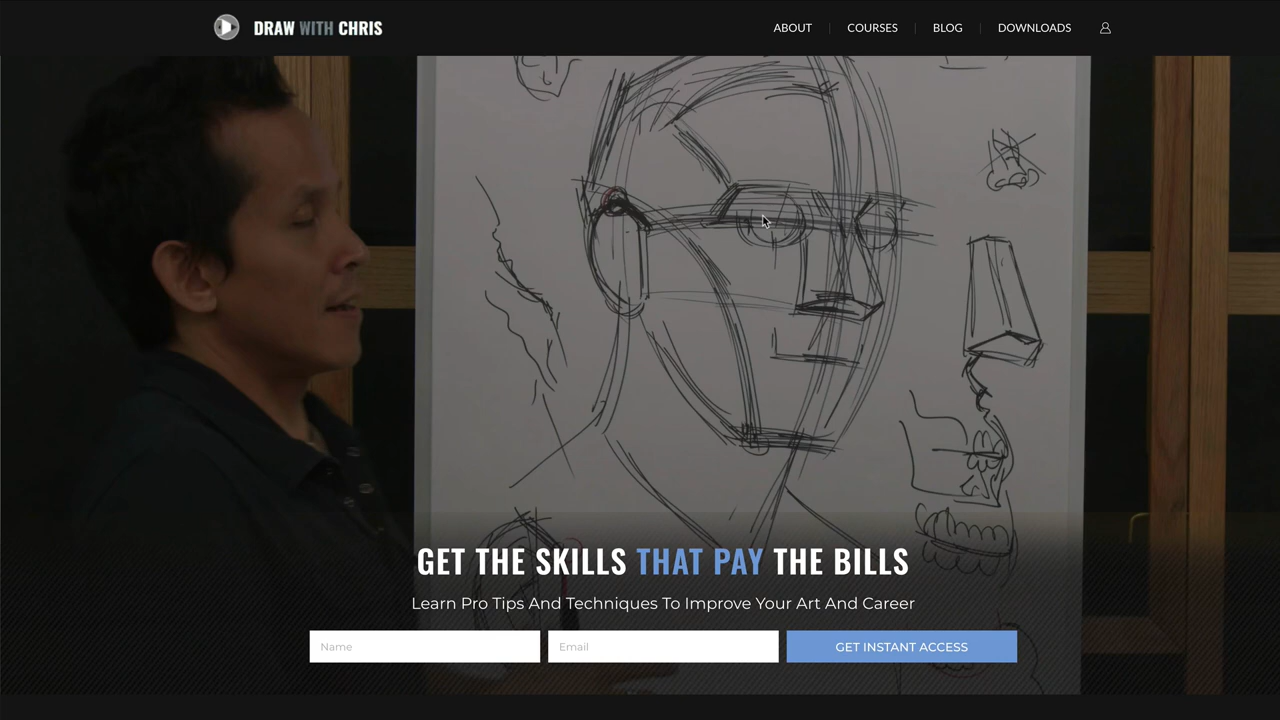 DRAW WITH CHRIS
ABOUT
COURSES
BLOG
DOWNLOADS
GET THE SKILLS THAT PAY THE BILLS
Learn Pro Tips And Techniques To Improve Your Art And Career
Name
Email
GET INSTANT ACCESS